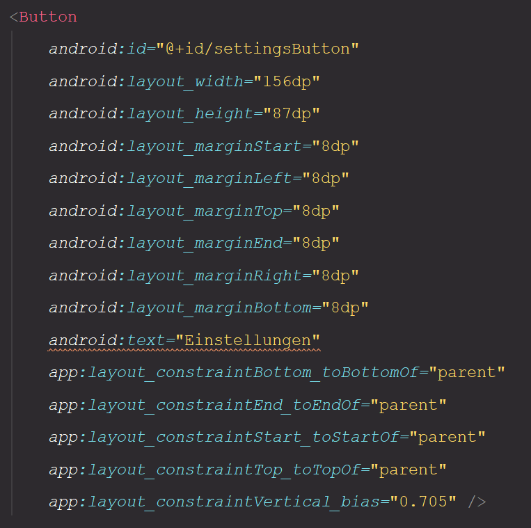 <Button
android:id="@+id/settingsButton"
android:layout_width="156dp"
android:layout_height="87dp"
android:layout_marginStart="8dp"
android:layout_marginLeft="8dp"
android:layout_marginTop="8dp"
android:layout_marginEnd="8dp"
android:layout_marginRight="8dp"
android:layout_marginBottom="8dp"
android:text="Einstellungen"
app:layout_constraintBottom_toBottomOf="parent"
app:layout_constraintEnd_toEndOf="parent"
app:layout_constraintStart_toStartOf="parent"
app:layout_constraintTop_toTopOf="parent"
app:layout_constraintVertical_bias="0.705" />